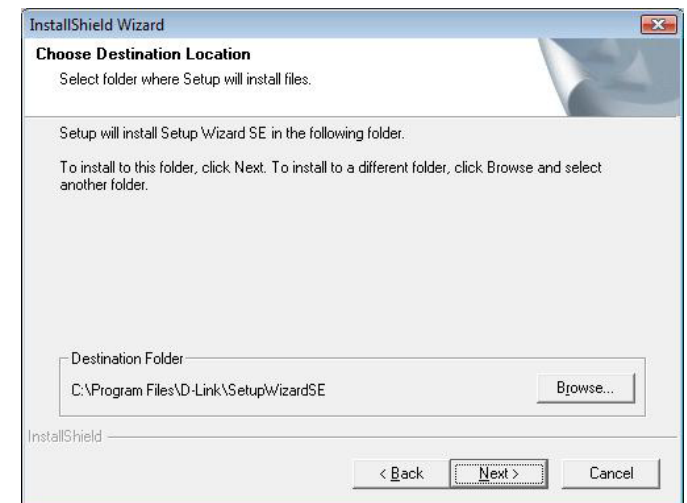 InstallShield Wizard
Choose Destination Location
Select folder where Setup will install files.
Setup will install Setup Wizard SE in the following folder.
To install to this folder, click Next. To install to a different folder, click Browse and select
another folder.
Destination Folder
C:\Program Files\D-Link\SetupWizardSE
Browse...
InstallShield
< Back
Next >
Cancel